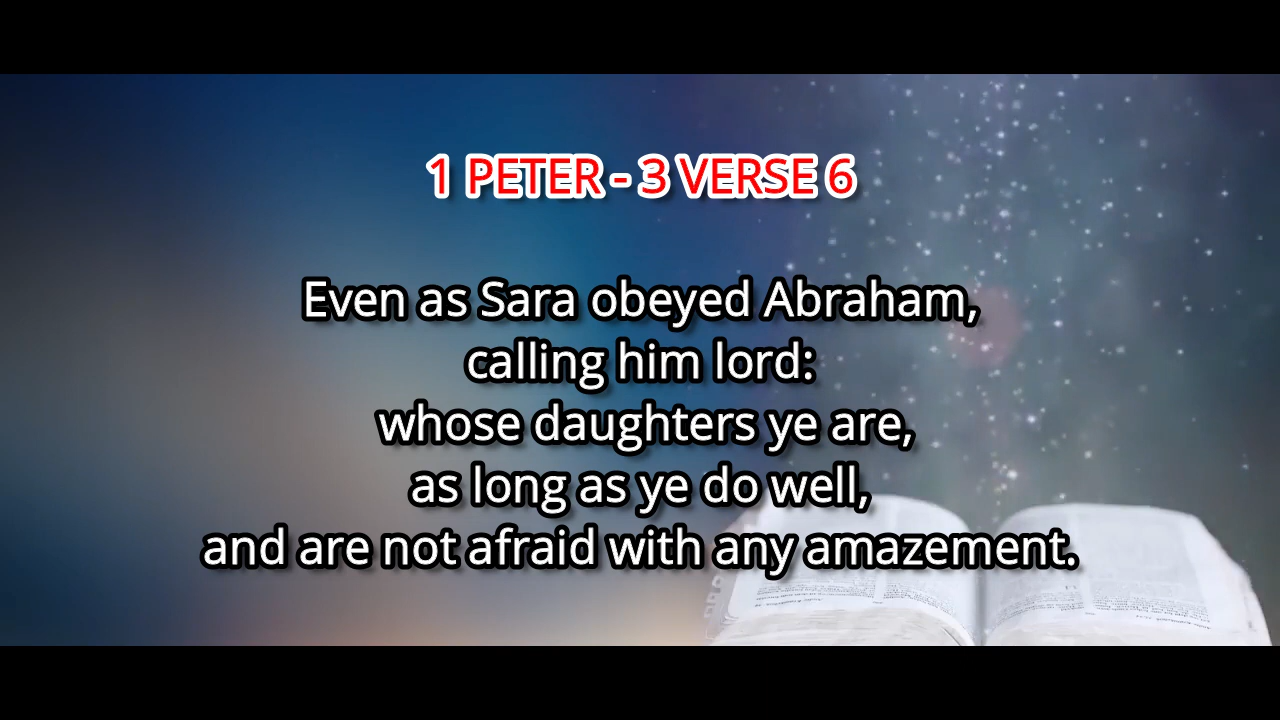 1 PETER - 3 VERSE 6
Even as Sara obeyed Abraham,
calling him lord:
whose daughters ye are,
as long as ye do well,
and are not afraid with any amazement.